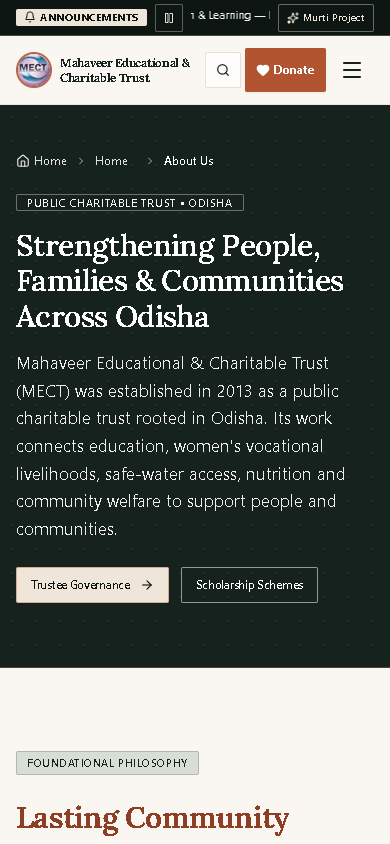 ANNOUNCEMENTS
& Learning —
Murti Project
MECT
Mahaveer Educational &
Charitable Trust
Donate
Home
Home
About Us
PUBLIC CHARITABLE TRUST • ODISHA
Strengthening People,
Families & Communities
Across Odisha
Mahaveer Educational & Charitable Trust
(MECT) was established in 2013 as a public
charitable trust rooted in Odisha. Its work
connects education, women's vocational
livelihoods, safe-water access, nutrition and
community welfare to support people and
communities.
Trustee Governance
Scholarship Schemes
FOUNDATIONAL PHILOSOPHY
Lasting Community